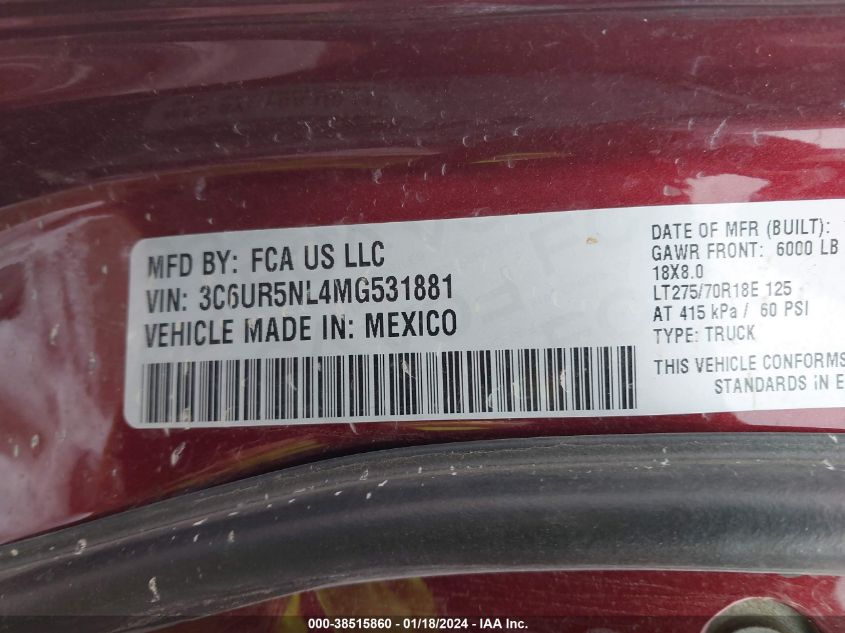 MFD BY: FCA US LLC
VIN: 3C6UR5NL4MG531881
VEHICLE MADE IN: MEXICO
DATE OF MFR (BUILT):
GAWR FRONT: 6000 LB
18X8.0
LT275/70R18E 125
AT 415 kPa / 60 PSI
TYPE: TRUCK
THIS VEHICLE CONFORMS
STANDARDS IN E
000-38515860 - 01/18/2024 - IAA Inc.